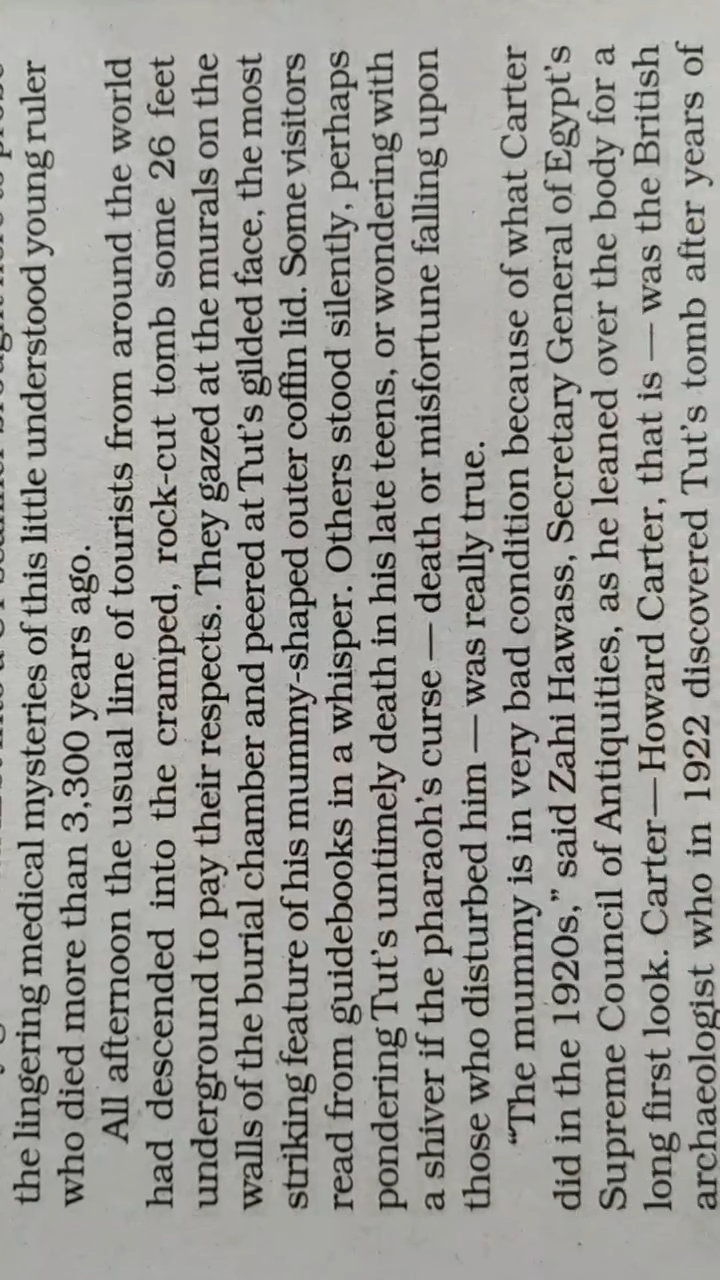 the lingering medical mysteries of this little understood young ruler
who died more than 3,300 years ago.
All afternoon the usual line of tourists from around the world
had descended into the cramped, rock-cut tomb some 26 feet
underground to pay their respects. They gazed at the murals on the
walls of the burial chamber and peered at Tut's gilded face, the most
striking feature of his mummy-shaped outer coffin lid. Some visitors
read from guidebooks in a whisper. Others stood silently, perhaps
pondering Tut's untimely death in his late teens, or wondering with
a shiver if the pharaoh's curse — death or misfortune falling upon
those who disturbed him — was really true.
“The mummy is in very bad condition because of what Carter
did in the 1920s,” said Zahi Hawass, Secretary General of Egypt's
Supreme Council of Antiquities, as he leaned over the body for a
long first look. Carter—Howard Carter, that is — was the British
archaeologist who in 1922 discovered Tut's tomb after years of